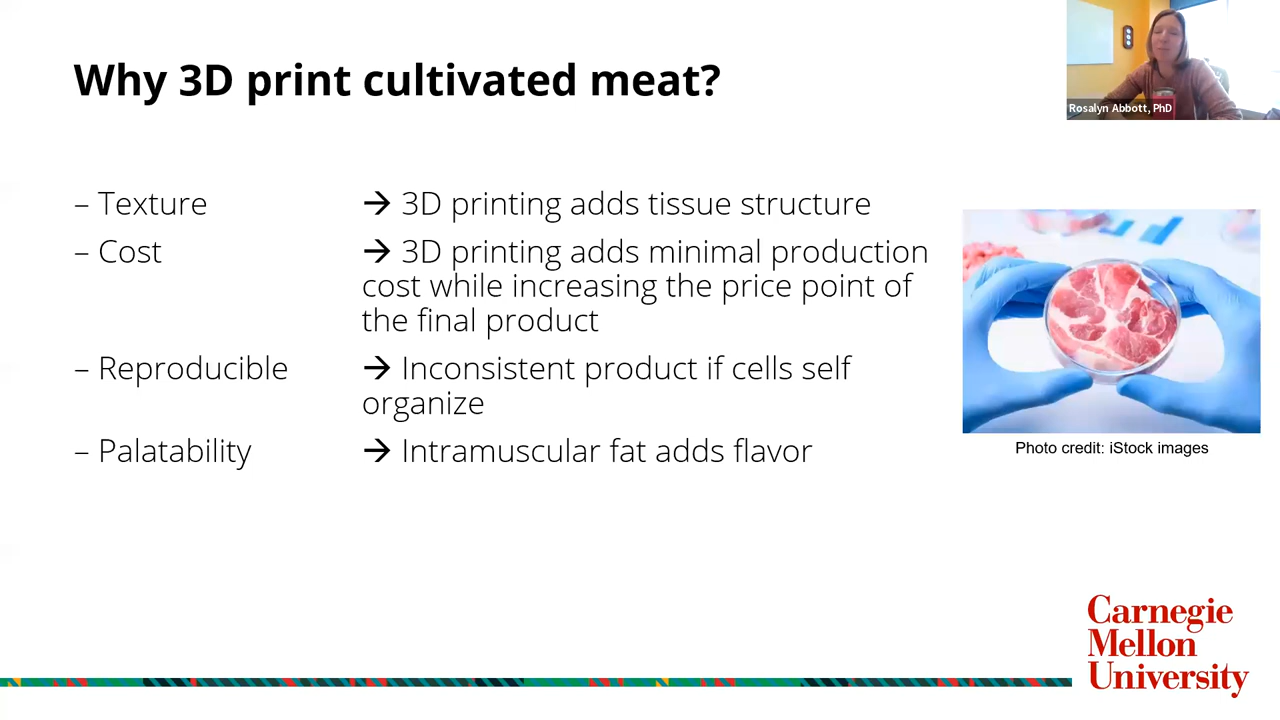 Why 3D print cultivated meat?
Rosalyn Abbott, PhD
– Texture → 3D printing adds tissue structure
– Cost → 3D printing adds minimal production
cost while increasing the price point of
the final product
– Reproducible → Inconsistent product if cells self
organize
– Palatability → Intramuscular fat adds flavor
Photo credit: iStock images
Carnegie
Mellon
University